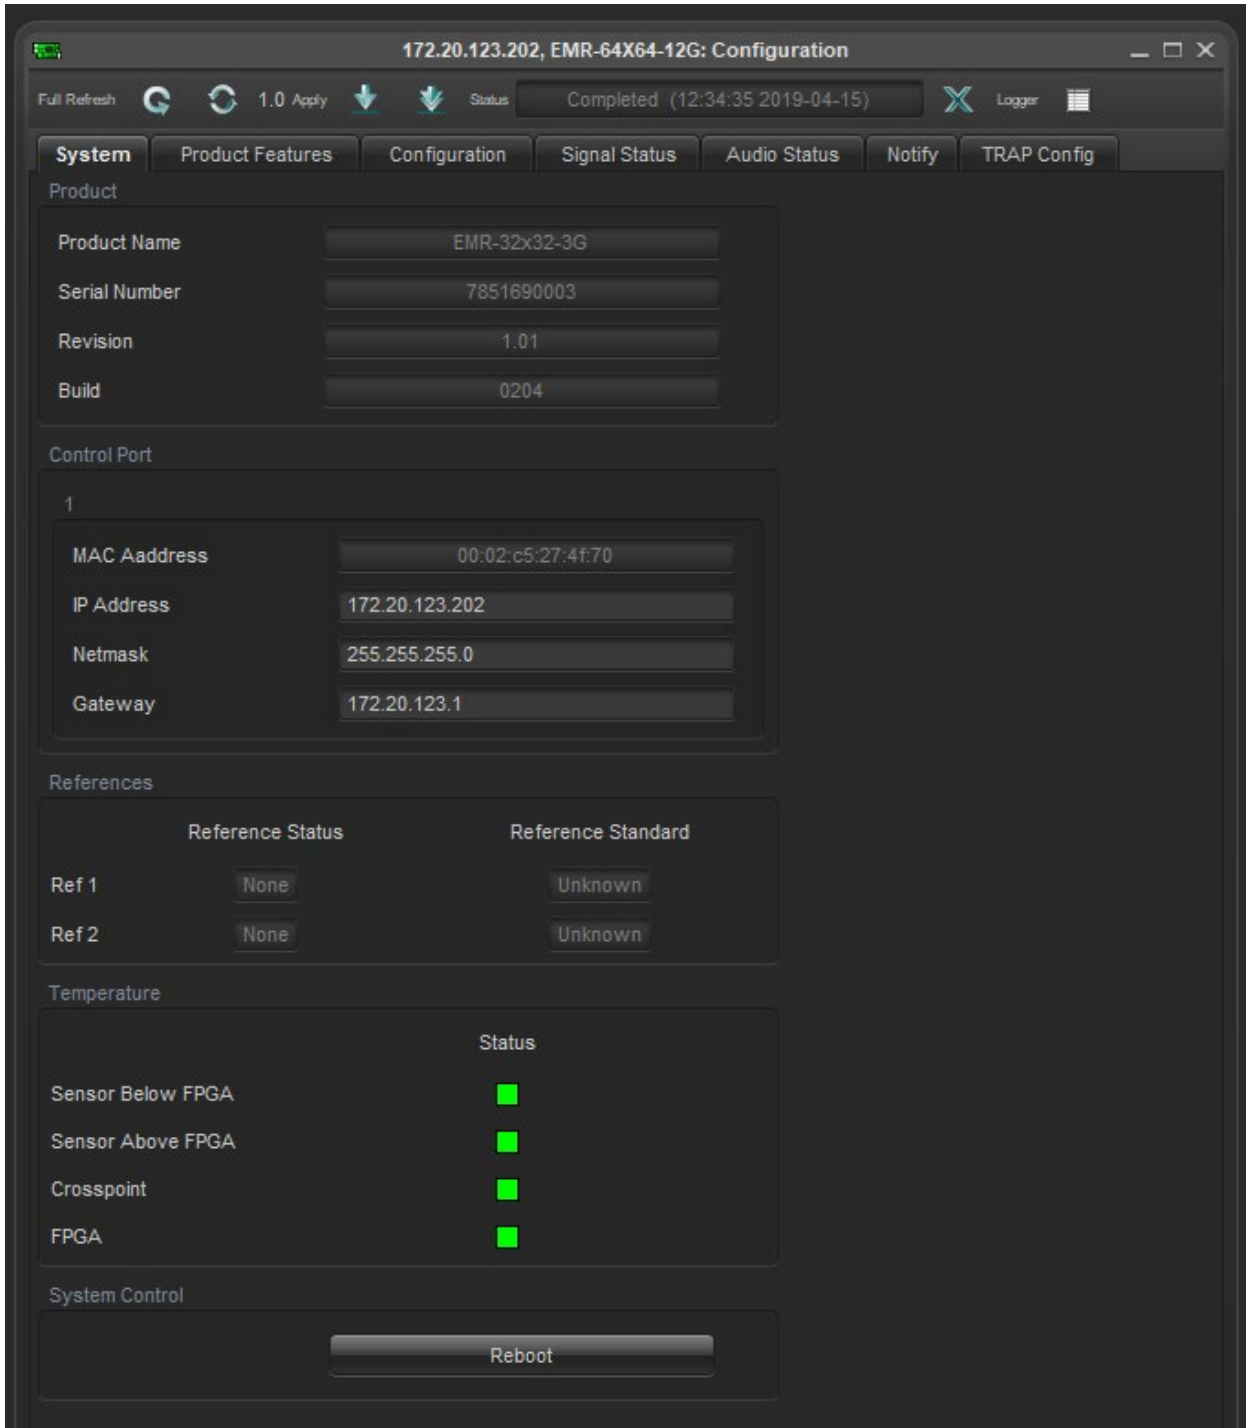 172.20.123.202, EMR-64X64-12G: Configuration
Full Refresh 1.0 Apply Status Completed (12:34:35 2019-04-15) Logger
System Product Features Configuration Signal Status Audio Status Notify TRAP Config
Product
Product Name EMR-32x32-3G
Serial Number 7851690003
Revision 1.01
Build 0204
Control Port
1
MAC Aaddress 00:02:c5:27:4f:70
IP Address 172.20.123.202
Netmask 255.255.255.0
Gateway 172.20.123.1
References
Reference Status Reference Standard
Ref 1 None Unknown
Ref 2 None Unknown
Temperature
Status
Sensor Below FPGA
Sensor Above FPGA
Crosspoint
FPGA
System Control
Reboot